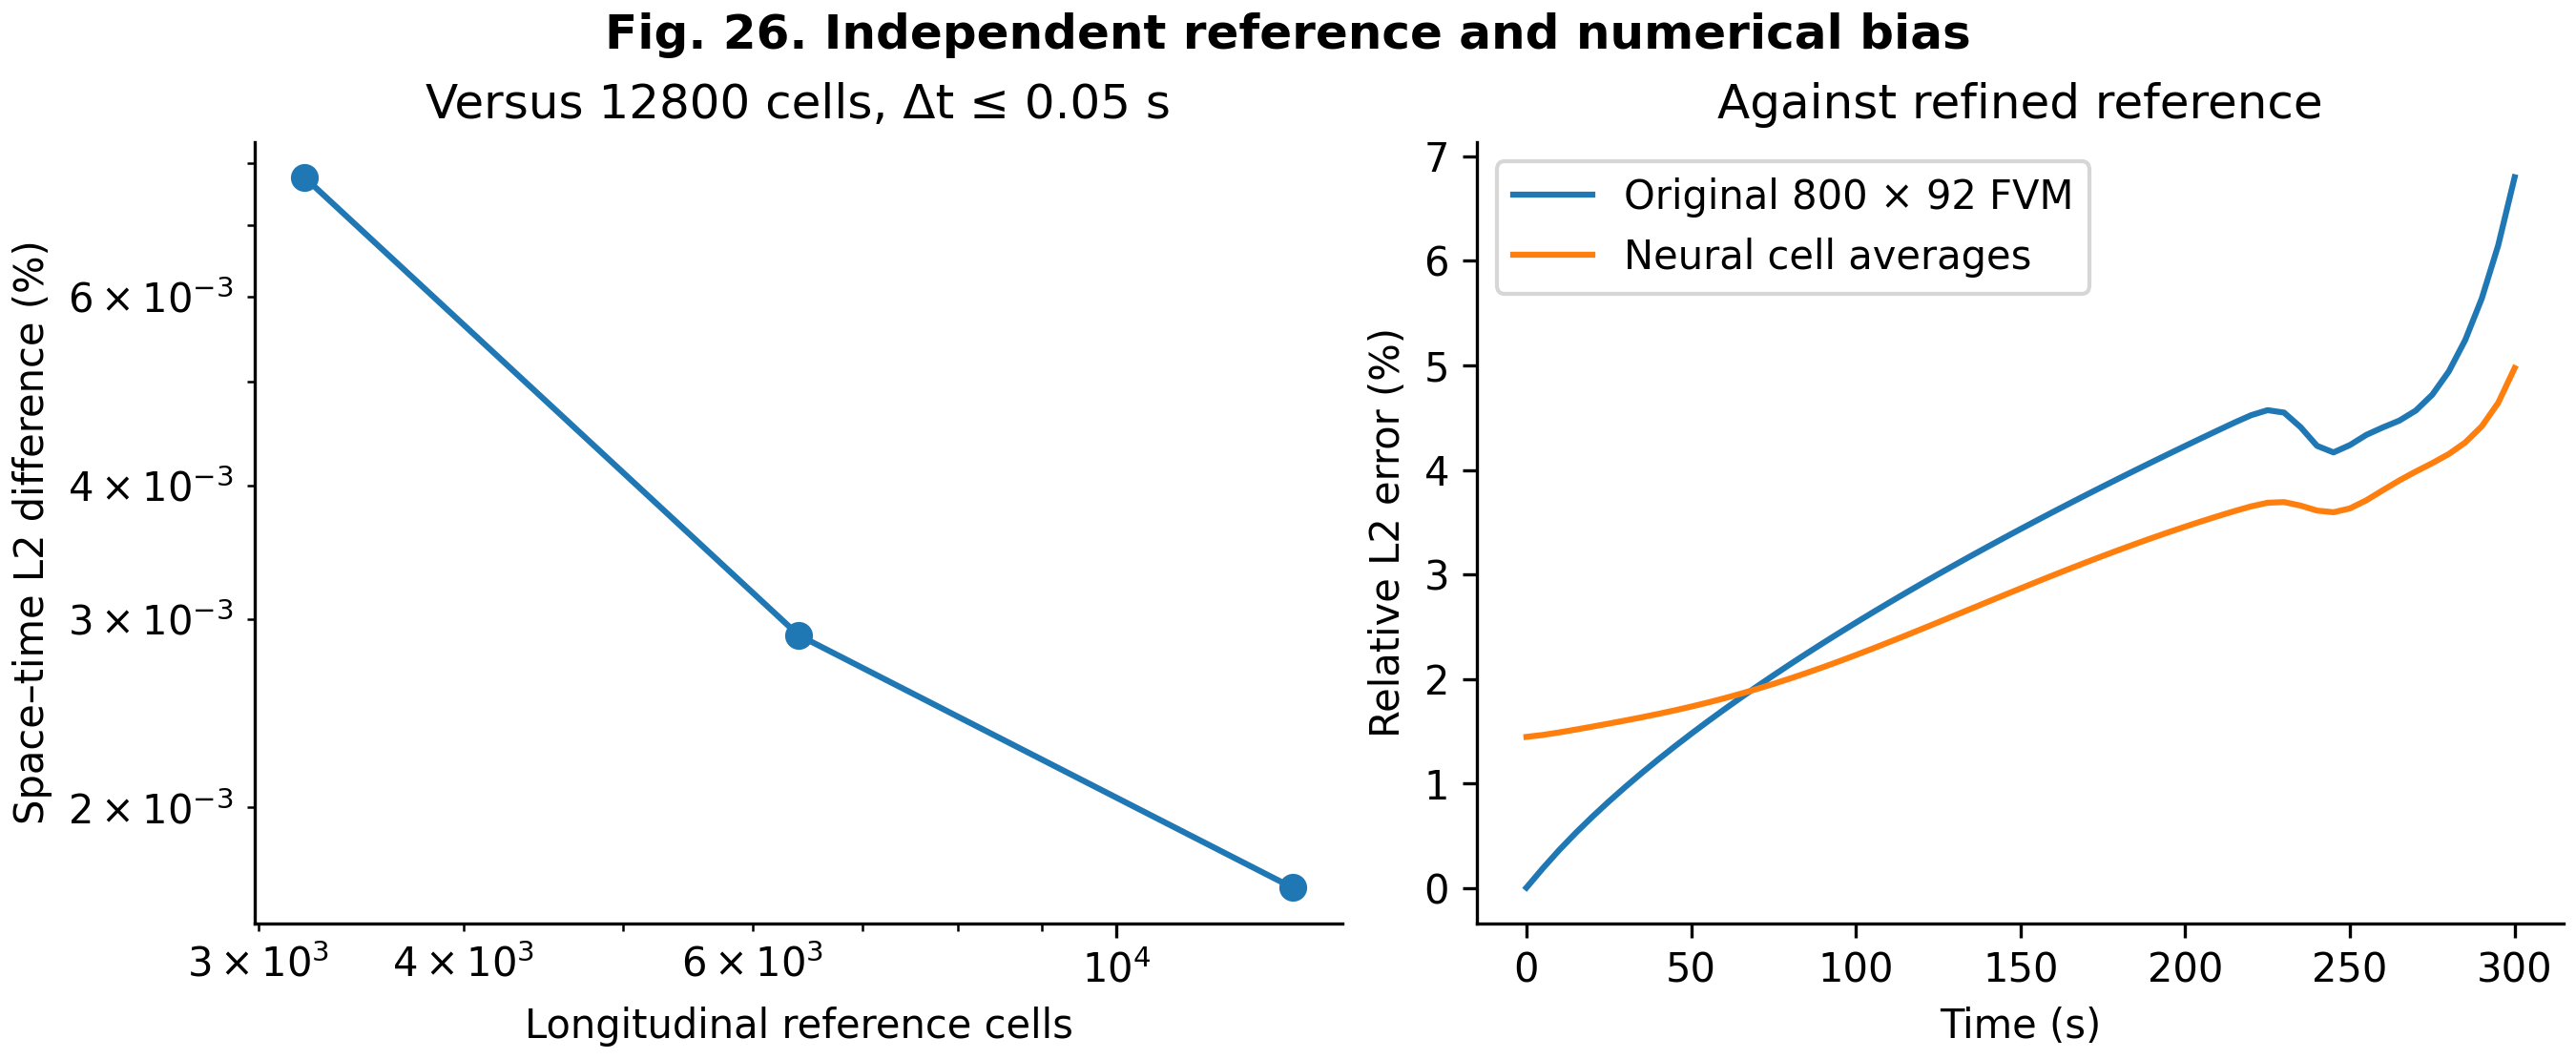 Fig. 26. Independent reference and numerical bias
Versus 12800 cells, Δt ≤ 0.05 s
Space–time L2 difference (%)
6 × 10⁻³
4 × 10⁻³
3 × 10⁻³
2 × 10⁻³
3 × 10³ 4 × 10³ 6 × 10³ 10⁴
Longitudinal reference cells
Against refined reference
Relative L2 error (%)
7
6
5
4
3
2
1
0
Original 800 × 92 FVM
Neural cell averages
0 50 100 150 200 250 300
Time (s)